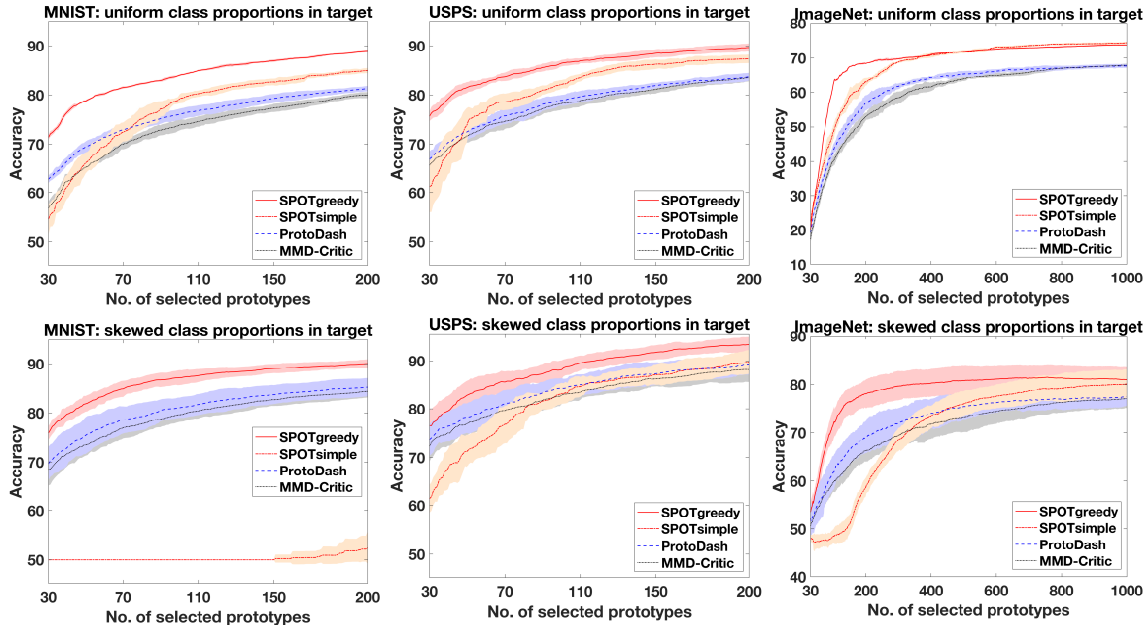 MNIST: uniform class proportions in target
90
80
70
60
50
Accuracy
30 70 110 150 200
No. of selected prototypes
SPOTgreedy
SPOTsimple
ProtoDash
MMD-Critic
USPS: uniform class proportions in target
90
80
70
60
50
Accuracy
30 70 110 150 200
No. of selected prototypes
SPOTgreedy
SPOTsimple
ProtoDash
MMD-Critic
ImageNet: uniform class proportions in target
80
70
60
50
40
30
20
10
Accuracy
30 200 400 600 800 1000
No. of selected prototypes
SPOTgreedy
SPOTsimple
ProtoDash
MMD-Critic
MNIST: skewed class proportions in target
90
80
70
60
50
Accuracy
30 70 110 150 200
No. of selected prototypes
SPOTgreedy
SPOTsimple
ProtoDash
MMD-Critic
USPS: skewed class proportions in target
90
80
70
60
50
Accuracy
30 70 110 150 200
No. of selected prototypes
SPOTgreedy
SPOTsimple
ProtoDash
MMD-Critic
ImageNet: skewed class proportions in target
90
80
70
60
50
40
Accuracy
30 200 400 600 800 1000
No. of selected prototypes
SPOTgreedy
SPOTsimple
ProtoDash
MMD-Critic